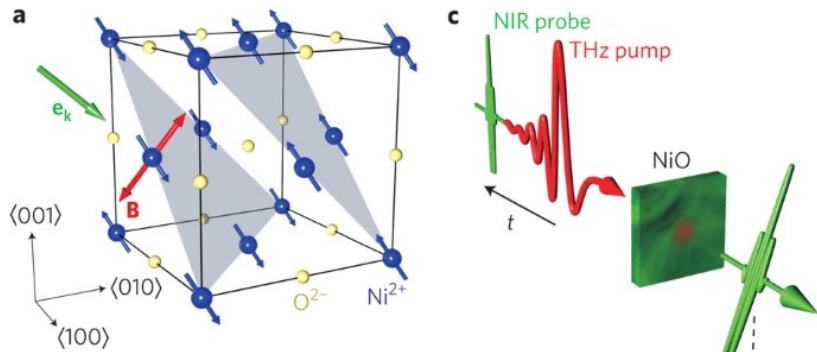 a
e_k
B
⟨001⟩
⟨010⟩
⟨100⟩
O²⁻
Ni²⁺
c
NIR probe
THz pump
NiO
t